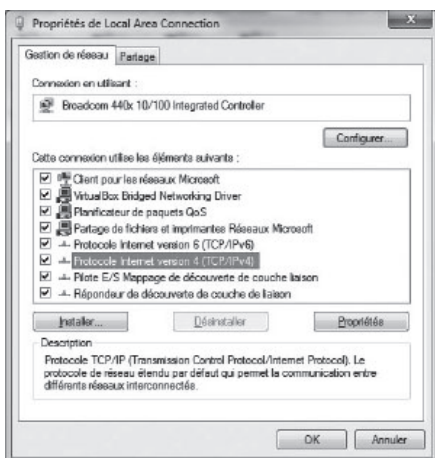 Propriétés de Local Area Connection
Gestion de réseau Partage
Connexion en utilisant :
Broadcom 440x 10/100 Integrated Controller
Configurer...
Cette connexion utilise les éléments suivants :
Client pour les réseaux Microsoft
VirtualBox Bridged Networking Driver
Planificateur de paquets QoS
Partage de fichiers et imprimantes Réseaux Microsoft
Protocole Internet version 6 (TCP/IPv6)
Protocole Internet version 4 (TCP/IPv4)
Pilote E/S Mappage de découverte de couche liaison
Répondeur de découverte de couche de liaison
Installer... Désinstaller Propriétés
Description
Protocole TCP/IP (Transmission Control Protocol/Internet Protocol). Le
protocole de réseau étendu par défaut qui permet la communication entre
différents réseaux interconnectés.
OK Annuler